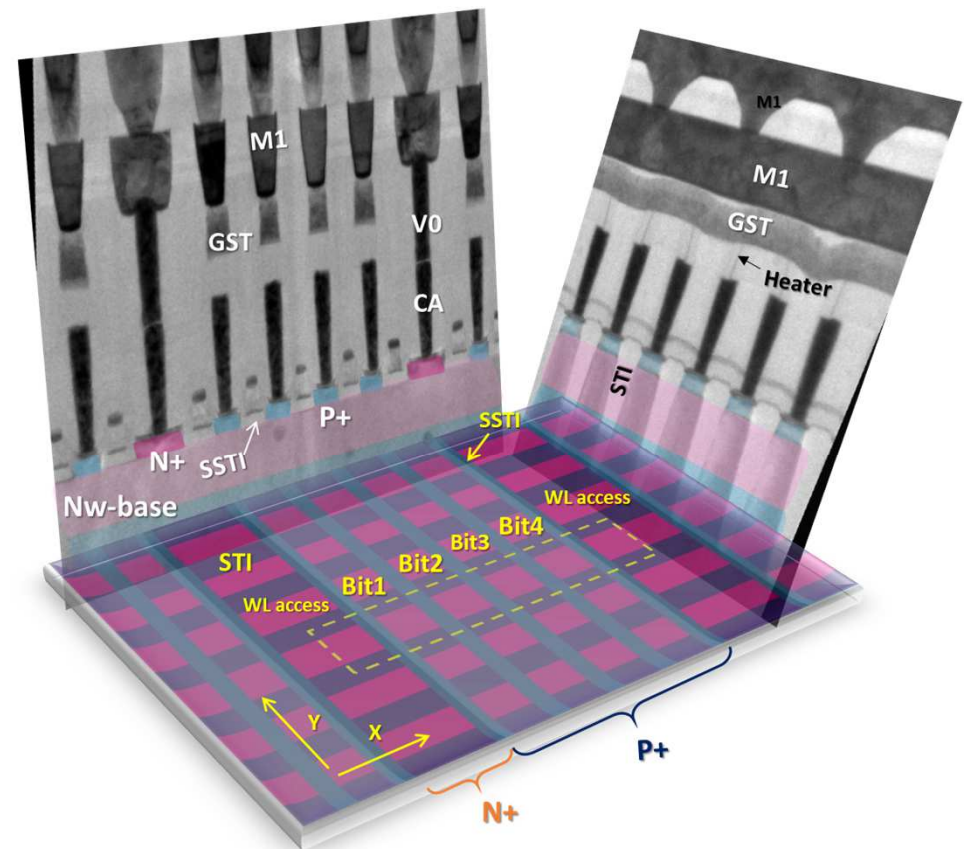 M1
GST
V0
CA
P+
N+
SSTI
Nw-base
M1
M1
GST
Heater
STI
SSTI
WL access
Bit4
Bit3
Bit2
Bit1
STI
WL access
Y
X
P+
N+